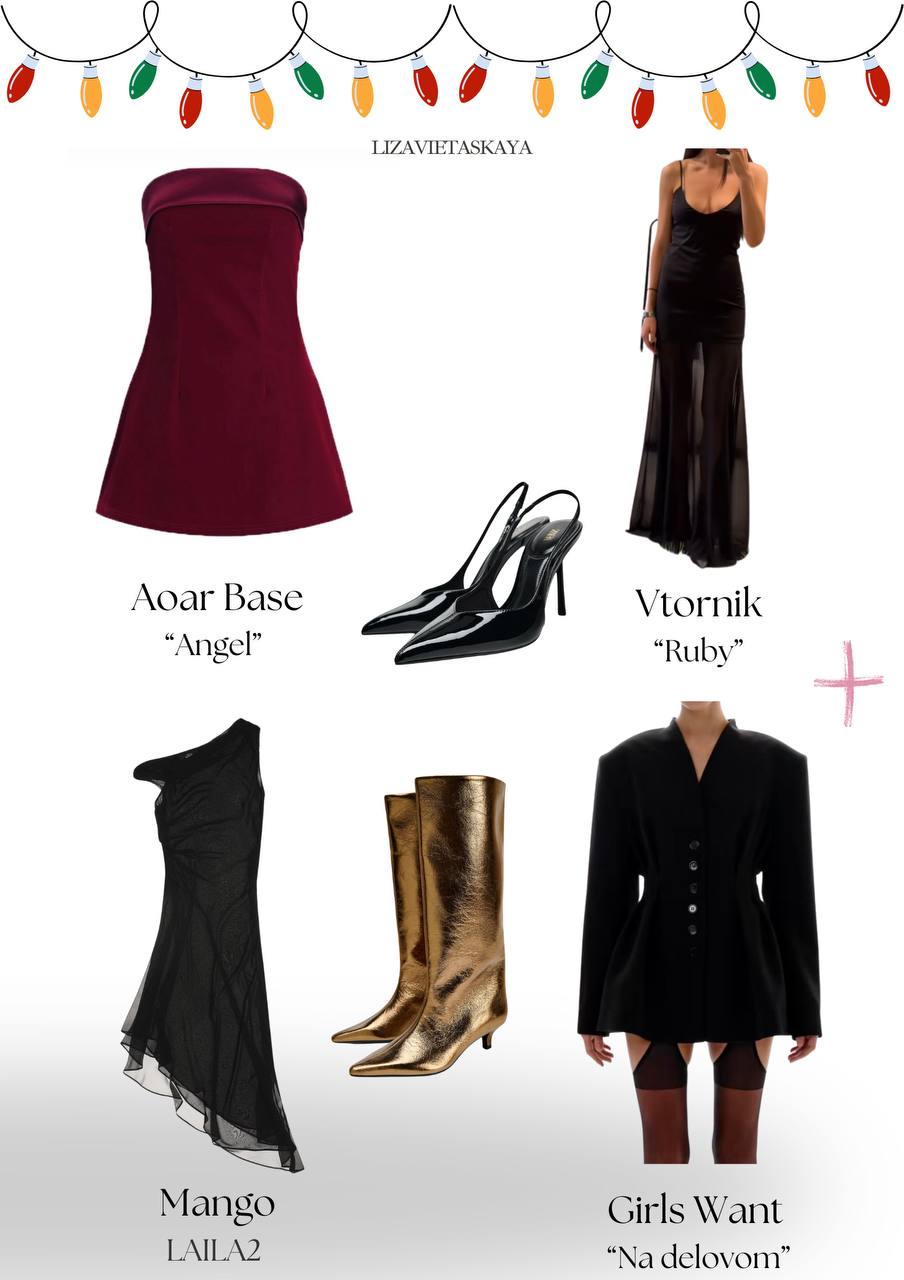 LIZAVIETASKAYA
Aoar Base
“Angel”
Vtornik
“Ruby”
Mango
LAILA2
Girls Want
“Na delovom”